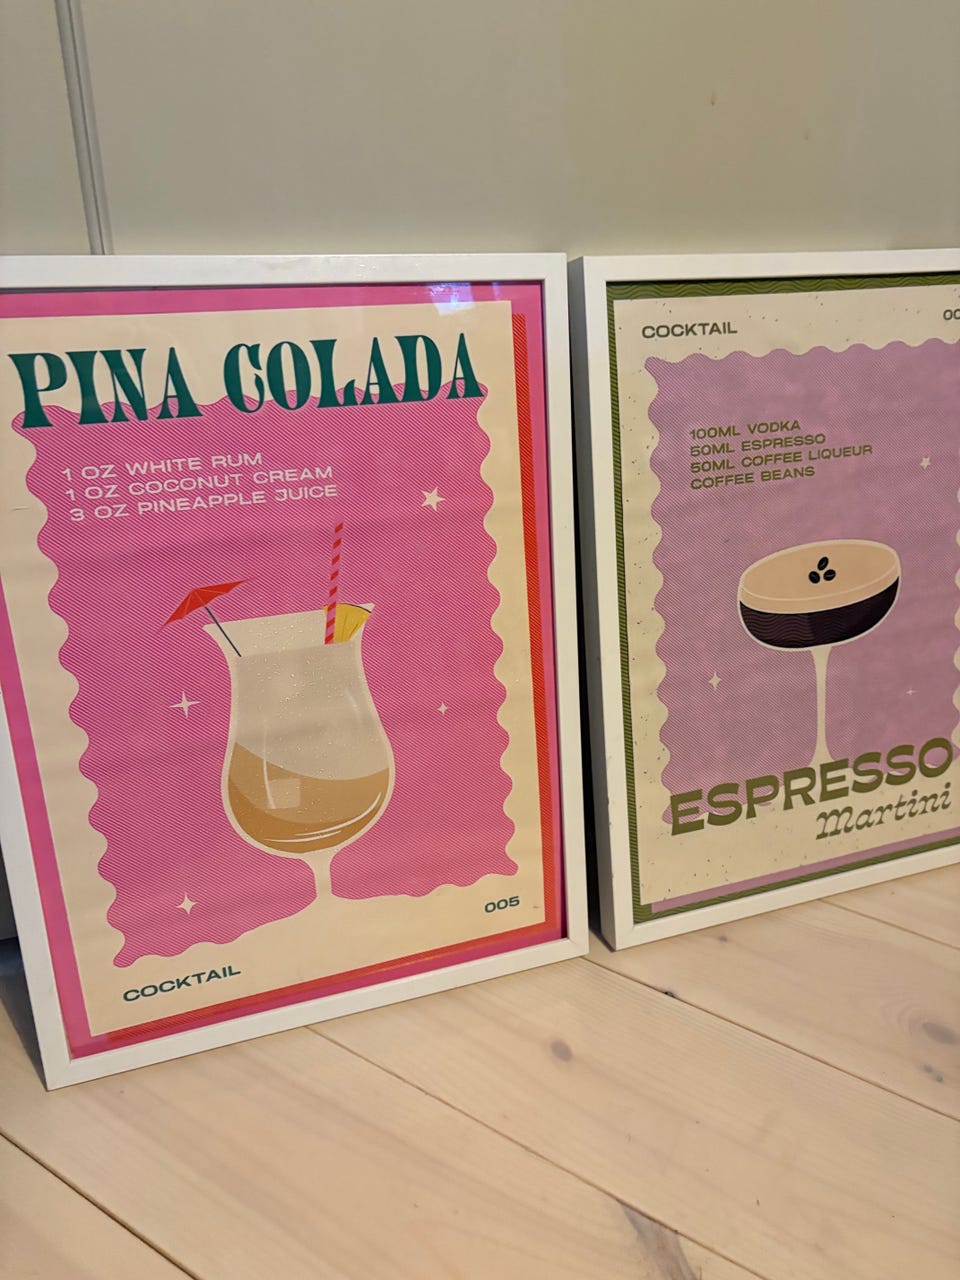 PINA COLADA
1 OZ WHITE RUM
1 OZ COCONUT CREAM
3 OZ PINEAPPLE JUICE
005
COCKTAIL
COCKTAIL
00
100ML VODKA
50ML ESPRESSO
50ML COFFEE LIQUEUR
COFFEE BEANS
ESPRESSO
Martini